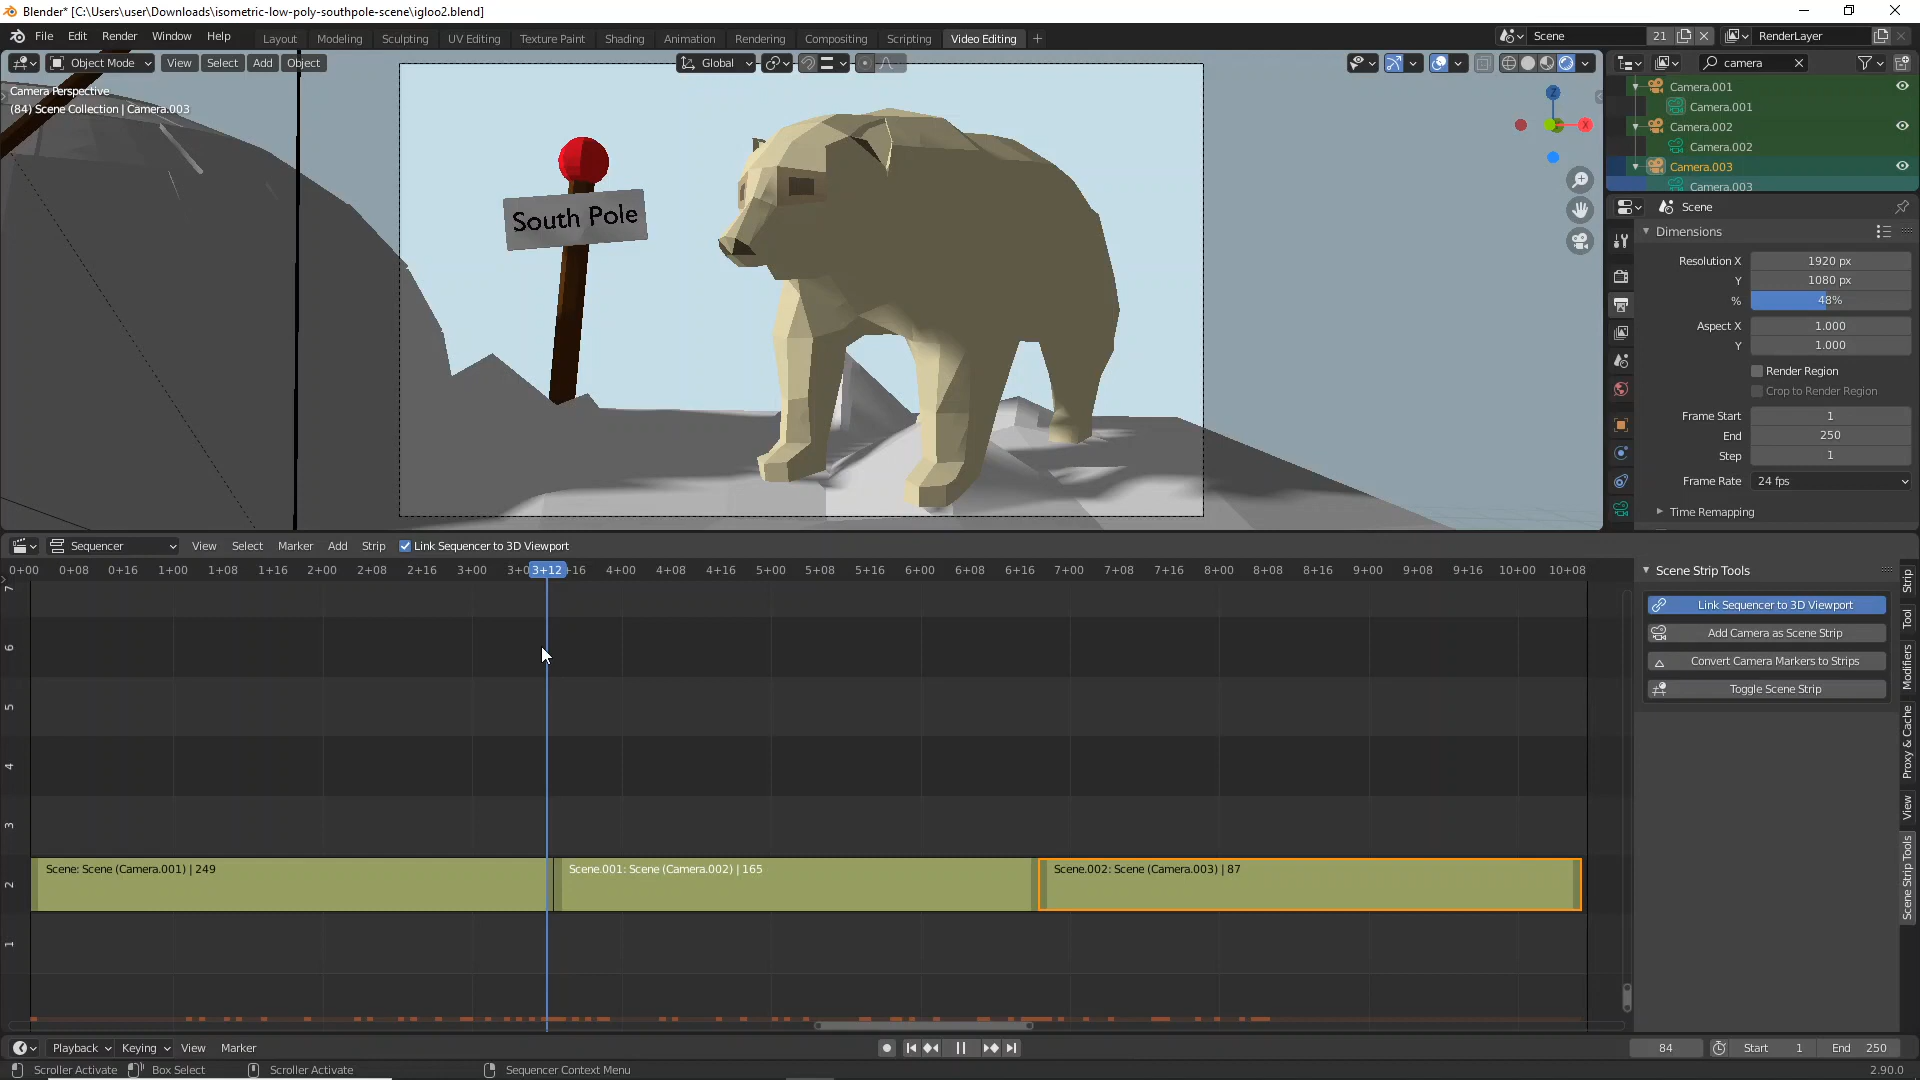 Blender* [C:\Users\user\Downloads\isometric-low-poly-southpole-scene\igloo2.blend]
File Edit Render Window Help
Layout Modeling Sculpting UV Editing Texture Paint Shading Animation Rendering Compositing Scripting Video Editing +
Scene 21 RenderLayer
Object Mode View Select Add Object Global
camera
Camera Perspective
(84) Scene Collection | Camera.003
South Pole
Z
X
Camera.001
Camera.001
Camera.002
Camera.002
Camera.003
Camera.003
Scene
Dimensions
Resolution X 1920 px
Y 1080 px
% 48%
Aspect X 1.000
Y 1.000
Render Region
Crop to Render Region
Frame Start 1
End 250
Step 1
Frame Rate 24 fps
Time Remapping
Sequencer View Select Marker Add Strip Link Sequencer to 3D Viewport
0+00 0+08 0+16 1+00 1+08 1+16 2+00 2+08 2+16 3+00 3+12 +16 4+00 4+08 4+16 5+00 5+08 5+16 6+00 6+08 6+16 7+00 7+08 7+16 8+00 8+08 8+16 9+00 9+08 9+16 10+00 10+08
7
6
5
4
3
2
1
Scene: Scene (Camera.001) | 249
Scene.001: Scene (Camera.002) | 165
Scene.002: Scene (Camera.003) | 87
Scene Strip Tools
Link Sequencer to 3D Viewport
Add Camera as Scene Strip
Convert Camera Markers to Strips
Toggle Scene Strip
Strip
Tool
Modifiers
Proxy & Cache
View
Scene Strip Tools
Playback Keying View Marker
84 Start 1 End 250
Scroller Activate Box Select Scroller Activate Sequencer Context Menu
2.90.0